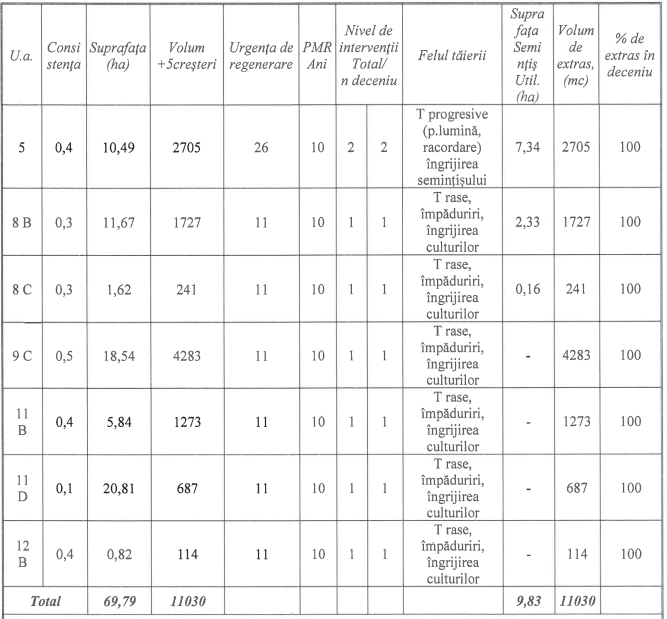 U.a. | Consi stența | Suprafața (ha) | Volum +5creșteri | Urgența de regenerare | PMR Ani | Nivel de intervenții Total/ n deceniu | Felul tăierii | Supra fața Semi nțiș Util. (ha) | Volum de extras, (mc) | % de extras în deceniu
5 | 0,4 | 10,49 | 2705 | 26 | 10 | 2 | 2 | T progresive (p.lumină, racordare) îngrijirea semințișului | 7,34 | 2705 | 100
8 B | 0,3 | 11,67 | 1727 | 11 | 10 | 1 | 1 | T rase, împăduriri, îngrijirea culturilor | 2,33 | 1727 | 100
8 C | 0,3 | 1,62 | 241 | 11 | 10 | 1 | 1 | T rase, împăduriri, îngrijirea culturilor | 0,16 | 241 | 100
9 C | 0,5 | 18,54 | 4283 | 11 | 10 | 1 | 1 | T rase, împăduriri, îngrijirea culturilor | - | 4283 | 100
11 B | 0,4 | 5,84 | 1273 | 11 | 10 | 1 | 1 | T rase, împăduriri, îngrijirea culturilor | - | 1273 | 100
11 D | 0,1 | 20,81 | 687 | 11 | 10 | 1 | 1 | T rase, împăduriri, îngrijirea culturilor | - | 687 | 100
12 B | 0,4 | 0,82 | 114 | 11 | 10 | 1 | 1 | T rase, împăduriri, îngrijirea culturilor | - | 114 | 100
Total | 69,79 | 11030 | 9,83 | 11030